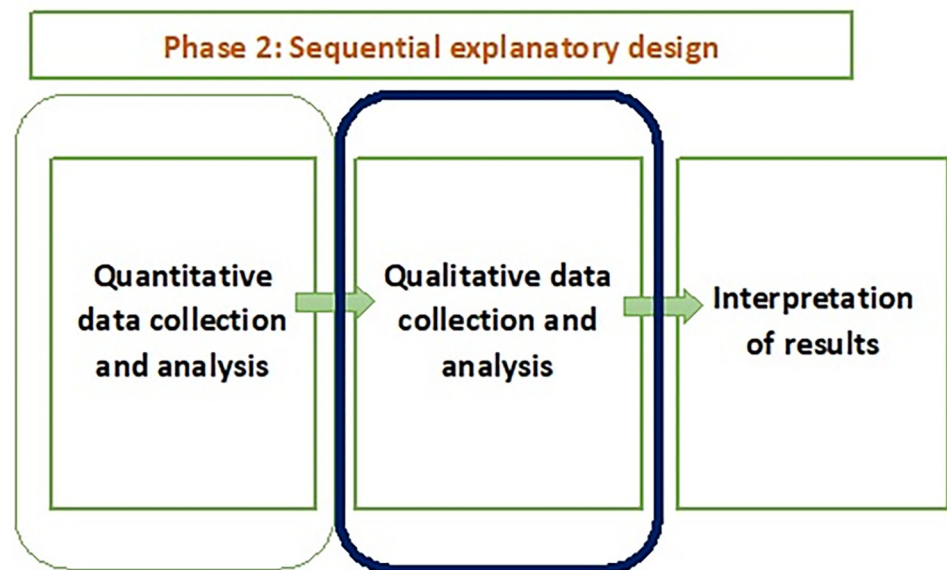 Phase 2: Sequential explanatory design
Quantitative
data collection
and analysis
Qualitative data
collection and
analysis
Interpretation
of results